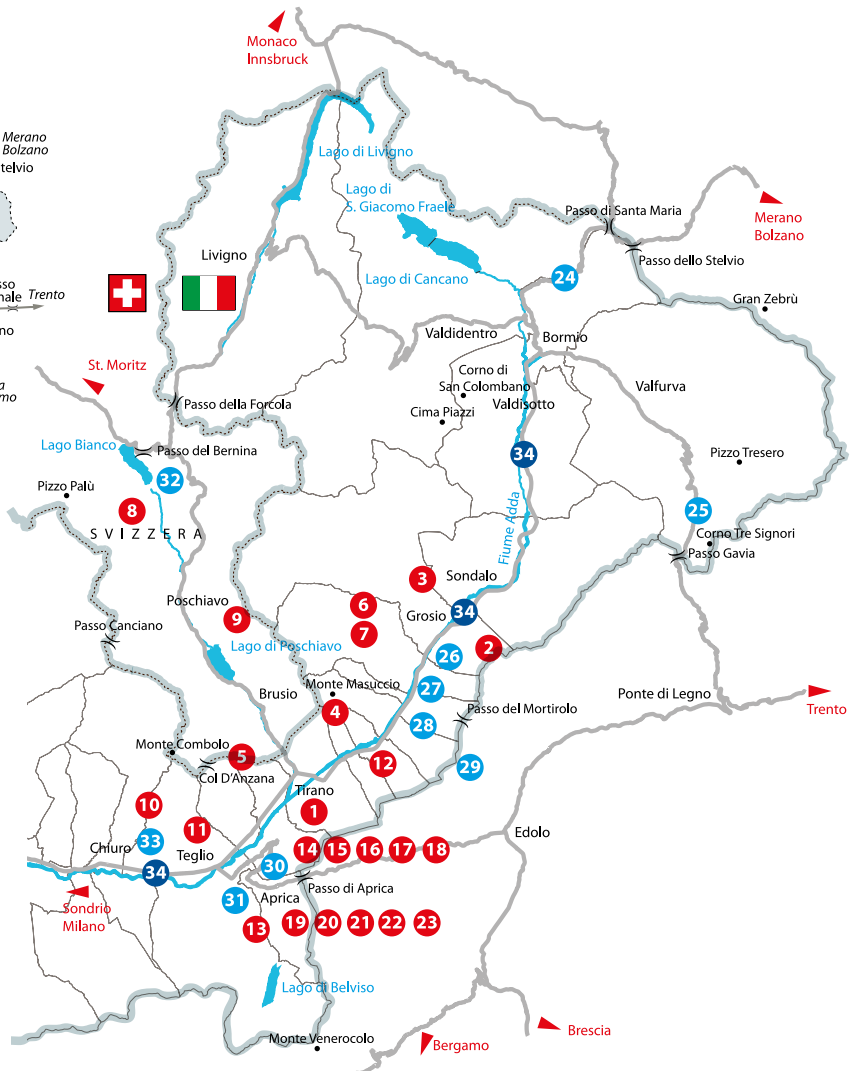 Monaco
Innsbruck
Merano
Bolzano
telvio
Lago di Livigno
Lago di
S. Giacomo Fraele
Passo di Santa Maria
Merano
Bolzano
Livigno
Passo dello Stelvio
Lago di Cancano
24
Trento
Gran Zebrù
Valdidentro
Bormio
St. Moritz
Corno di
San Colombano
Valfurva
Passo della Forcola
Cima Piazzi
Valdisotto
Lago Bianco
Passo del Bernina
34
Pizzo Tresero
32
Pizzo Palù
8
25
SVIZZERA
Fiume Adda
Corno Tre Signori
Passo Gavia
3
Sondalo
Poschiavo
6
34
Grosio
9
Passo Canciano
7
Lago di Poschiavo
26
2
Brusio
Monte Masuccio
27
Ponte di Legno
4
Passo del Mortirolo
Trento
28
Monte Combolo
5
12
29
Col D'Anzana
Tirano
10
1
11
33
Chiuro
Teglio
Edolo
14
15
16
17
18
34
30
Passo di Aprica
31
Aprica
Sondrio
Milano
13
19
20
21
22
23
Lago di Belviso
Brescia
Monte Venerocolo
Bergamo